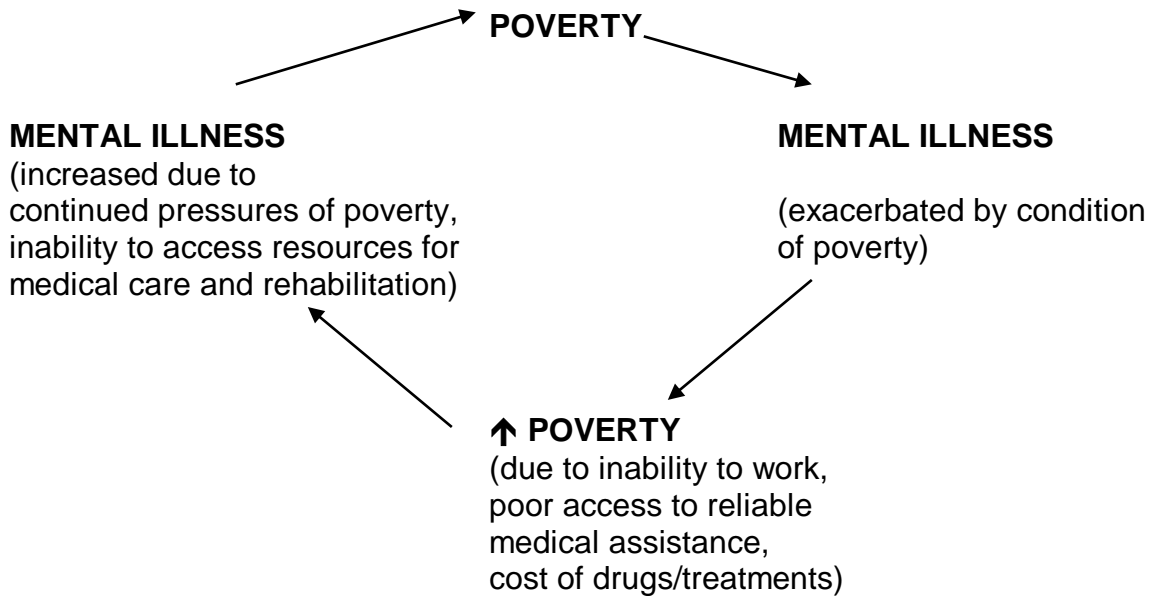 POVERTY
MENTAL ILLNESS
(increased due to
continued pressures of poverty,
inability to access resources for
medical care and rehabilitation)
MENTAL ILLNESS
(exacerbated by condition
of poverty)
↑ POVERTY
(due to inability to work,
poor access to reliable
medical assistance,
cost of drugs/treatments)